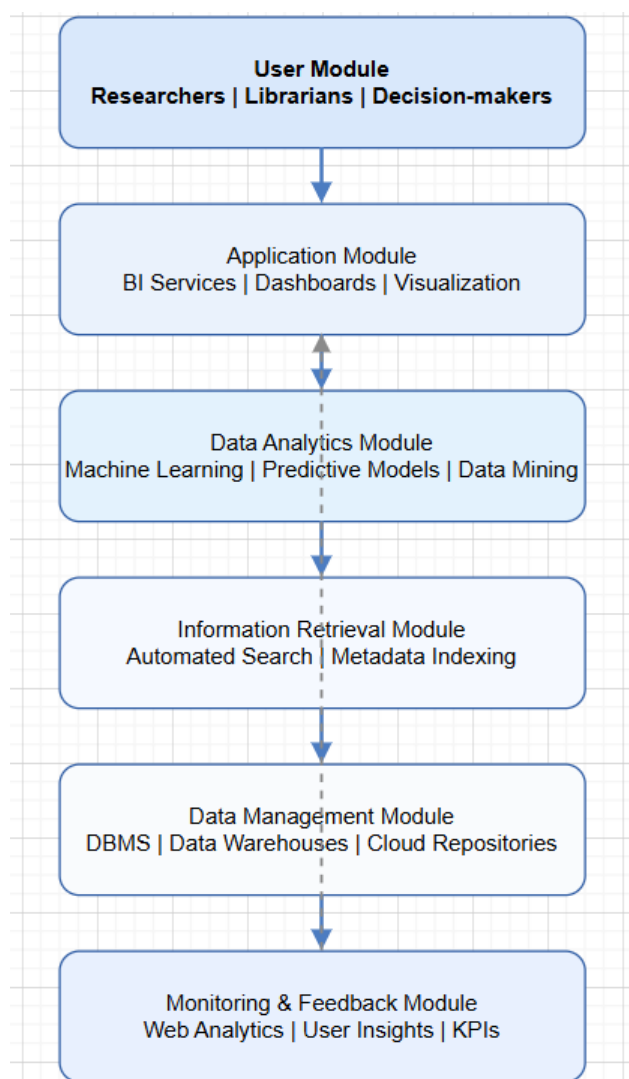 User Module
Researchers | Librarians | Decision-makers
Application Module
BI Services | Dashboards | Visualization
Data Analytics Module
Machine Learning | Predictive Models | Data Mining
Information Retrieval Module
Automated Search | Metadata Indexing
Data Management Module
DBMS | Data Warehouses | Cloud Repositories
Monitoring & Feedback Module
Web Analytics | User Insights | KPIs